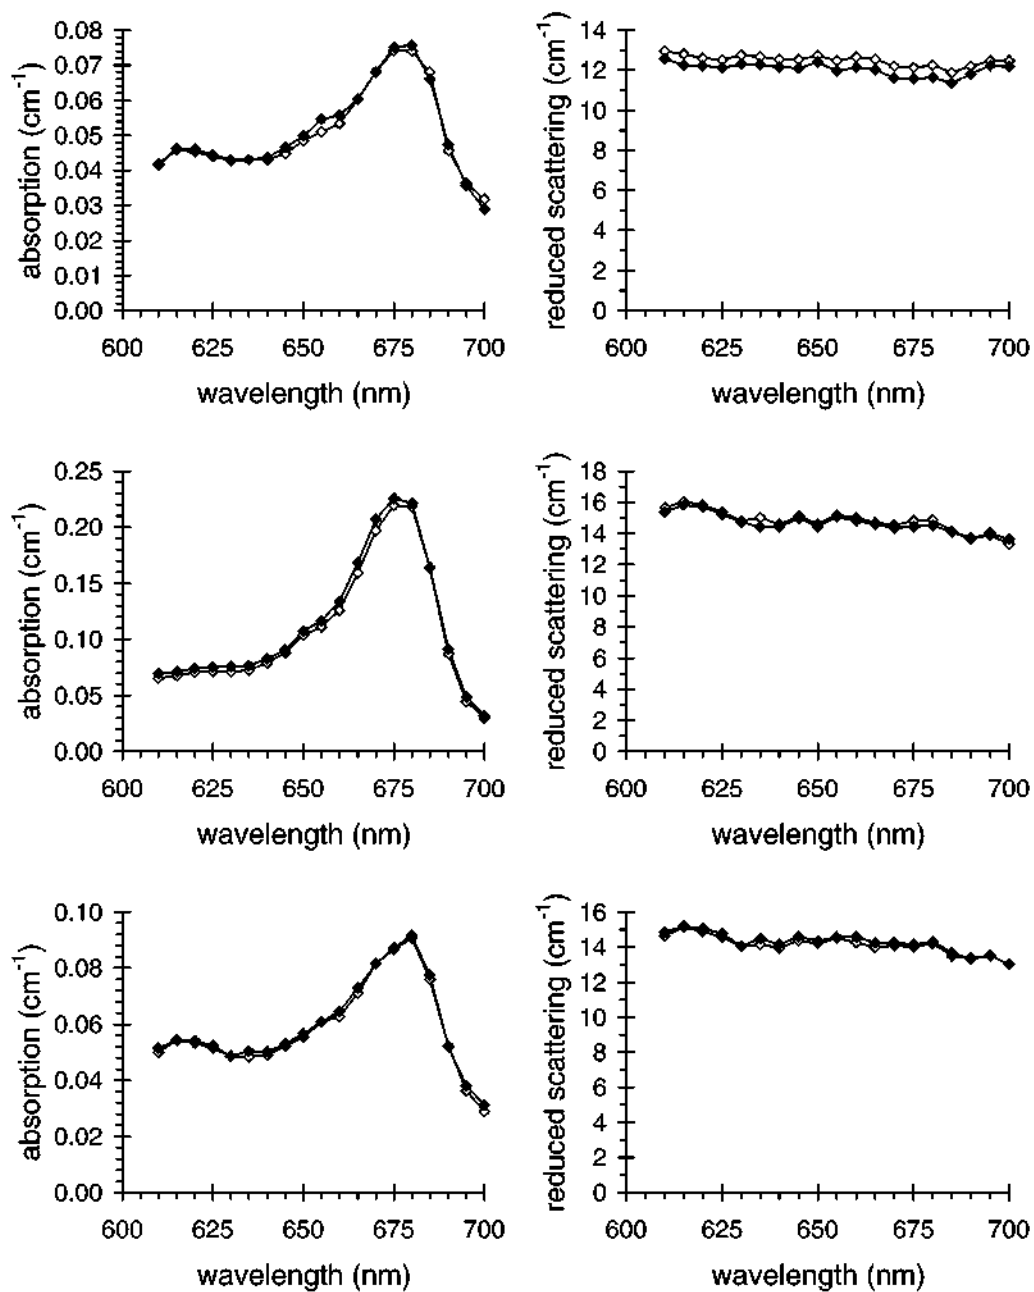 absorption (cm-1)
0.08
0.07
0.06
0.05
0.04
0.03
0.02
0.01
0.00
600 625 650 675 700
wavelength (nm)
reduced scattering (cm-1)
14
12
10
8
6
4
2
0
600 625 650 675 700
wavelength (nm)
absorption (cm-1)
0.25
0.20
0.15
0.10
0.05
0.00
600 625 650 675 700
wavelength (nm)
reduced scattering (cm-1)
18
16
14
12
10
8
6
4
2
0
600 625 650 675 700
wavelength (nm)
absorption (cm-1)
0.10
0.08
0.06
0.04
0.02
0.00
600 625 650 675 700
wavelength (nm)
reduced scattering (cm-1)
16
14
12
10
8
6
4
2
0
600 625 650 675 700
wavelength (nm)